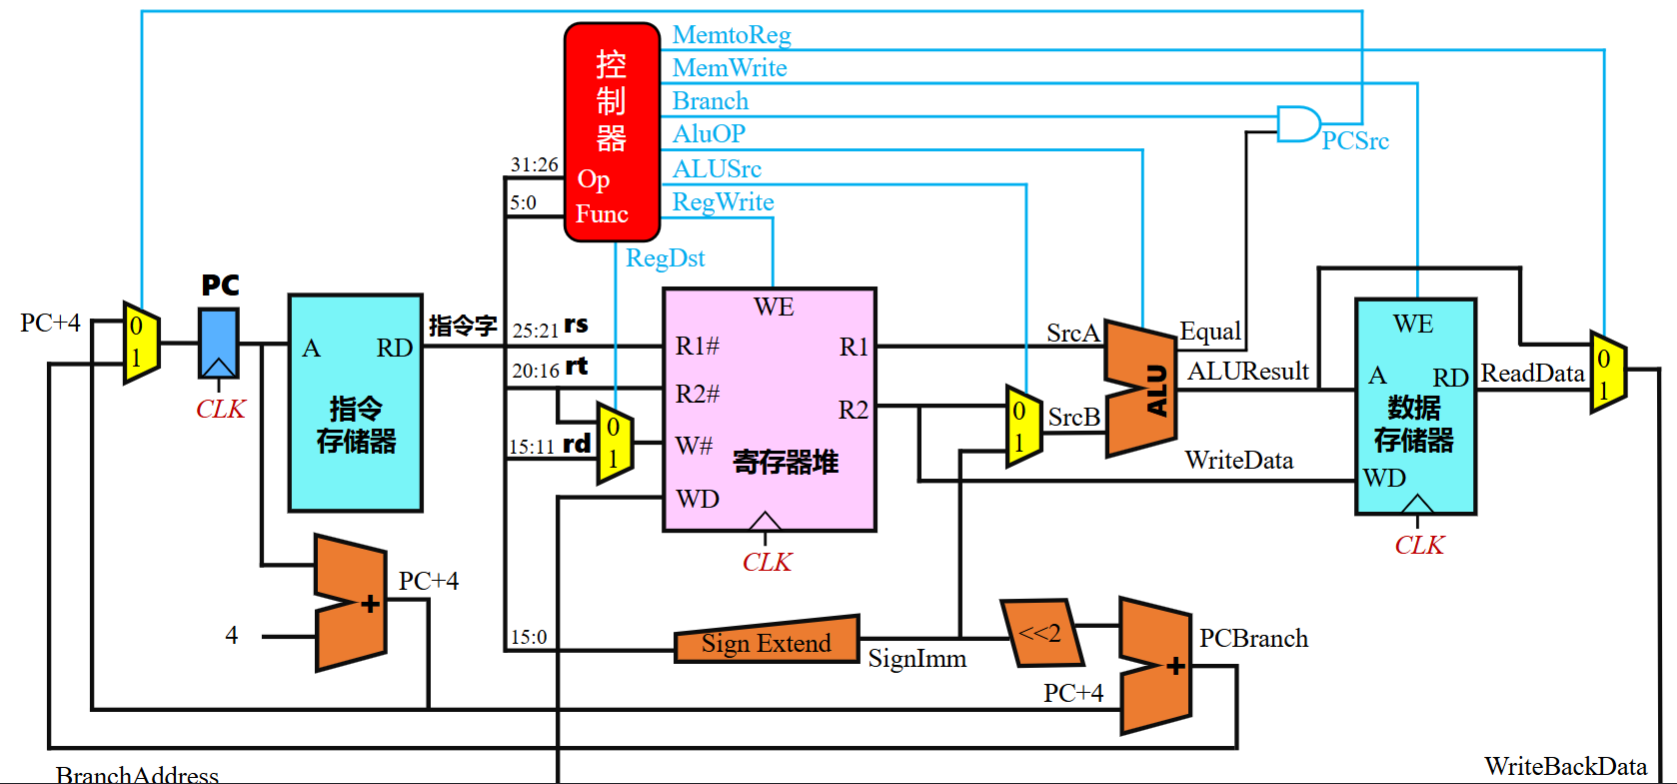 MemtoReg
MemWrite
Branch
AluOP
ALUSrc
RegWrite
控
制
器
31:26
Op
5:0
Func
RegDst
PCSrc
PC
PC+4
0
1
CLK
A
RD
指令
存储器
指令字
25:21 rs
20:16 rt
15:11 rd
0
1
WE
R1#
R2#
W#
WD
R1
R2
寄存器堆
CLK
SrcA
0
1
SrcB
ALU
Equal
ALUResult
WriteData
WE
A
RD
数据
存储器
WD
CLK
ReadData
0
1
4
+
PC+4
15:0
Sign Extend
SignImm
<<2
PC+4
+
PCBranch
BranchAddress
WriteBackData